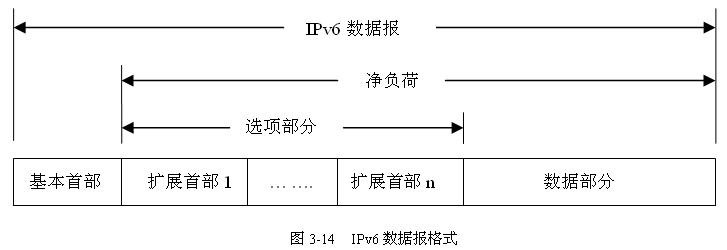 IPv6 数据报
净负荷
选项部分
基本首部 扩展首部 1 … …. 扩展首部 n 数据部分
图 3-14 IPv6 数据报格式